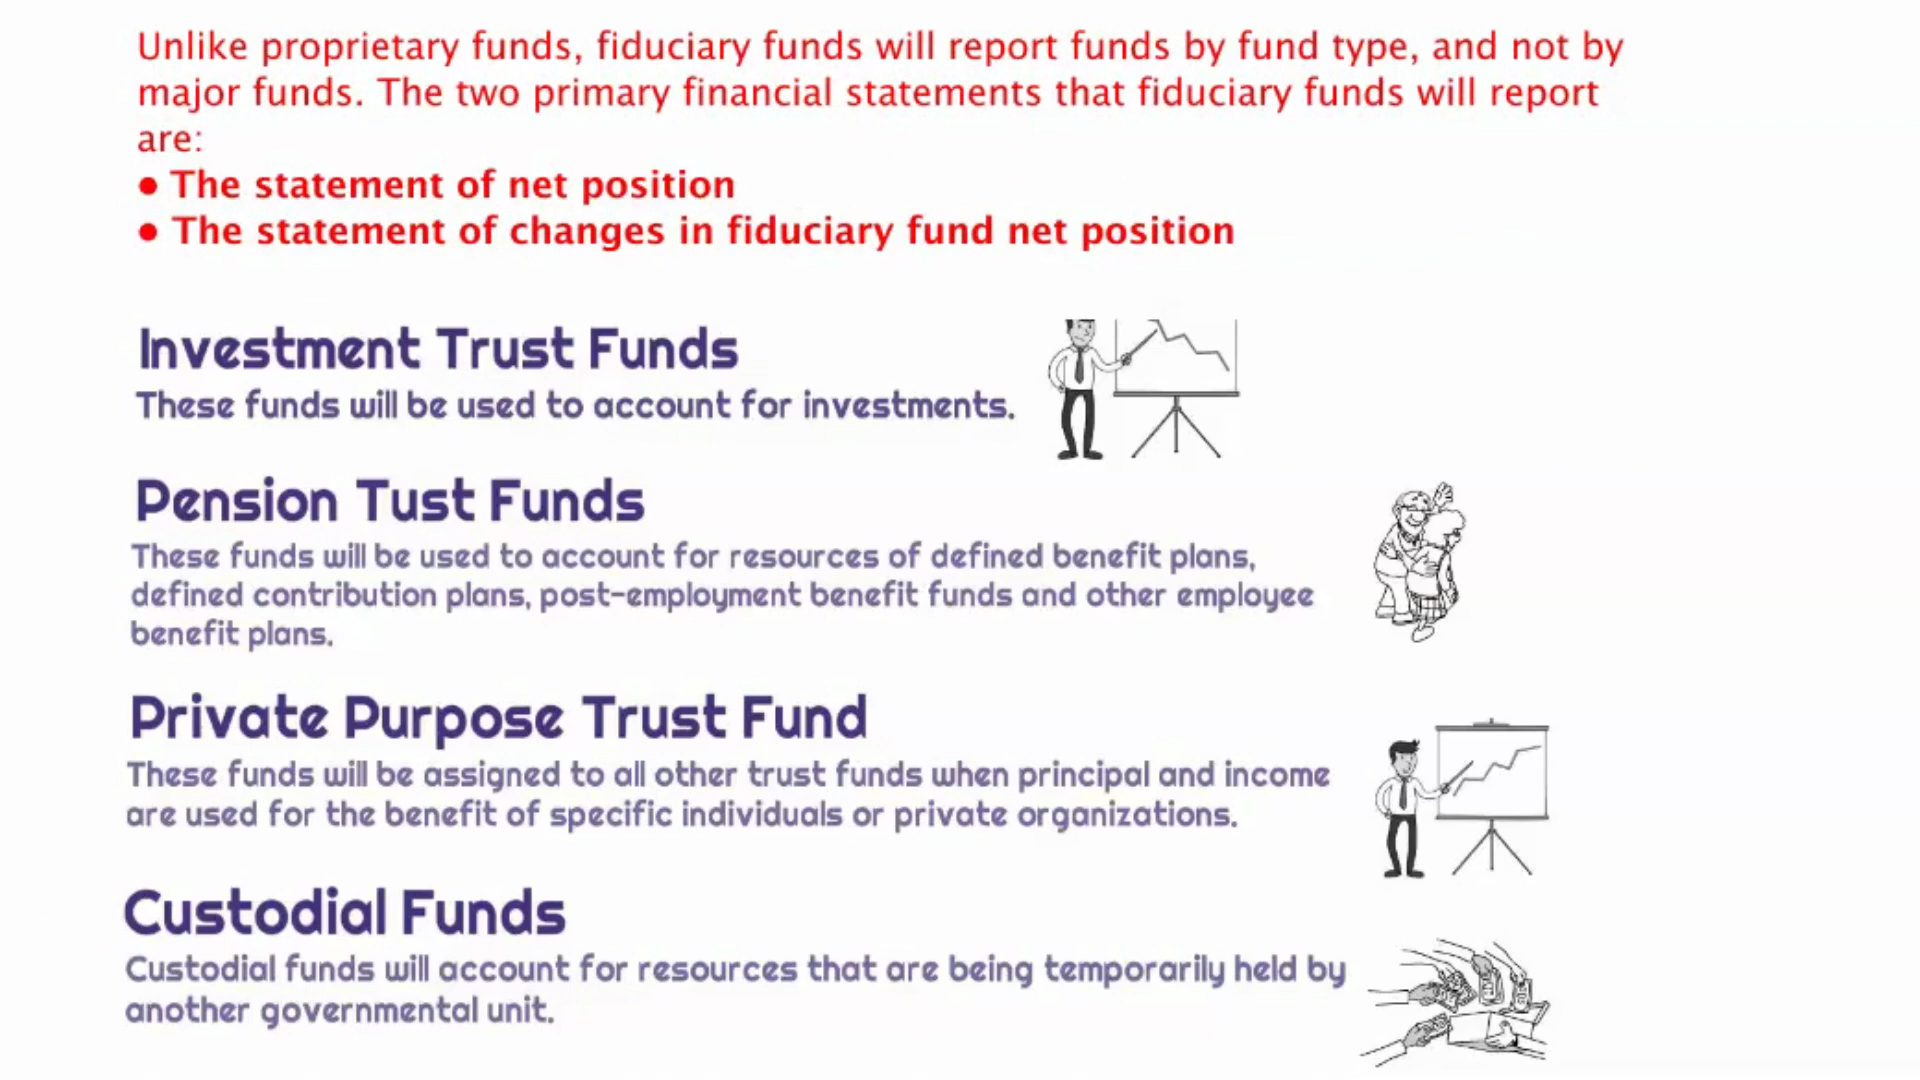 Unlike proprietary funds, fiduciary funds will report funds by fund type, and not by
major funds. The two primary financial statements that fiduciary funds will report
are:
● The statement of net position
● The statement of changes in fiduciary fund net position
Investment Trust Funds
These funds will be used to account for investments.
Pension Tust Funds
These funds will be used to account for resources of defined benefit plans,
defined contribution plans, post-employment benefit funds and other employee
benefit plans.
Private Purpose Trust Fund
These funds will be assigned to all other trust funds when principal and income
are used for the benefit of specific individuals or private organizations.
Custodial Funds
Custodial funds will account for resources that are being temporarily held by
another governmental unit.